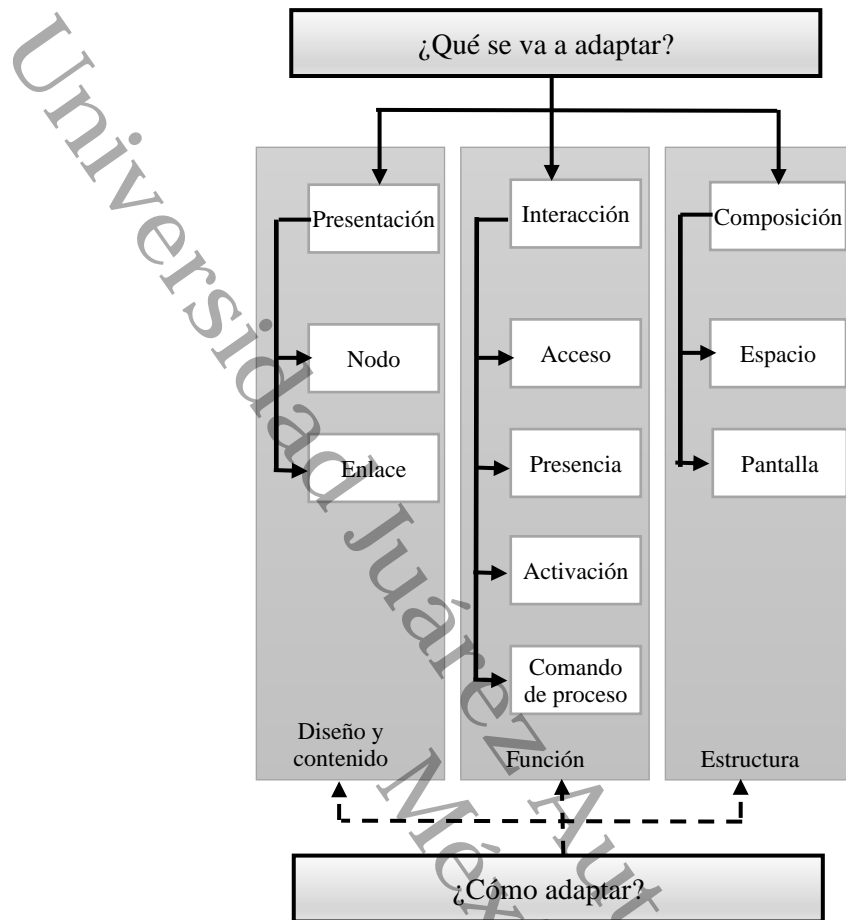 ¿Qué se va a adaptar?
Presentación
Nodo
Enlace
Diseño y
contenido
Interacción
Acceso
Presencia
Activación
Comando
de proceso
Función
Composición
Espacio
Pantalla
Estructura
¿Cómo adaptar?
Universidad Juárez Aut
Méx